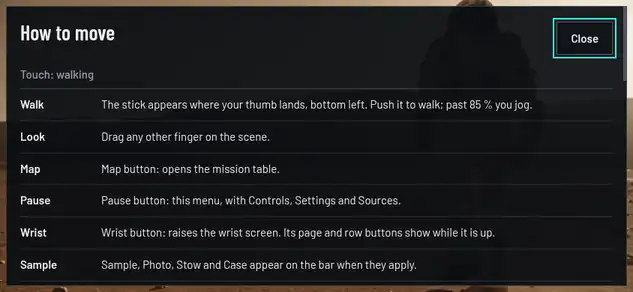 How to move
Close
Touch: walking
Walk The stick appears where your thumb lands, bottom left. Push it to walk; past 85 % you jog.
Look Drag any other finger on the scene.
Map Map button: opens the mission table.
Pause Pause button: this menu, with Controls, Settings and Sources.
Wrist Wrist button: raises the wrist screen. Its page and row buttons show while it is up.
Sample Sample, Photo, Stow and Case appear on the bar when they apply.